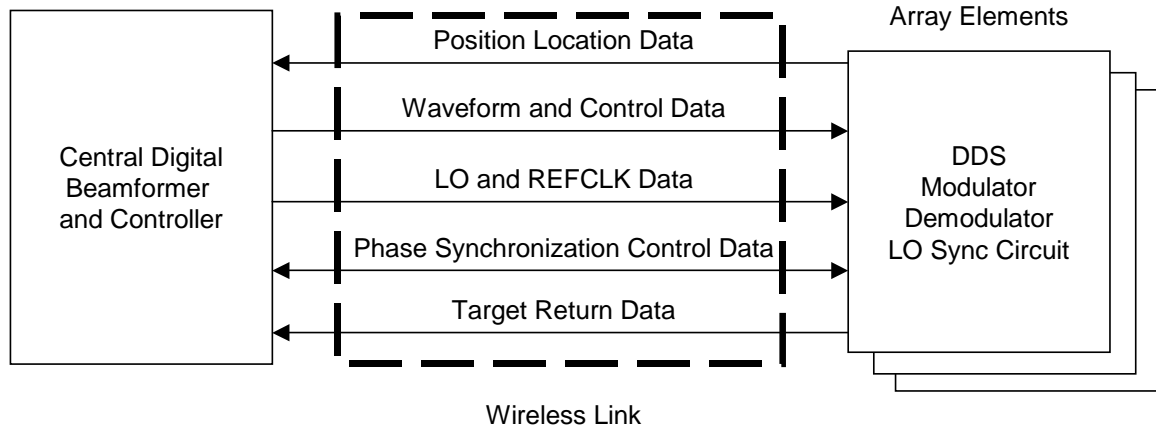 Array Elements
Position Location Data
Waveform and Control Data
Central Digital
Beamformer
and Controller
LO and REFCLK Data
DDS
Modulator
Demodulator
LO Sync Circuit
Phase Synchronization Control Data
Target Return Data
Wireless Link